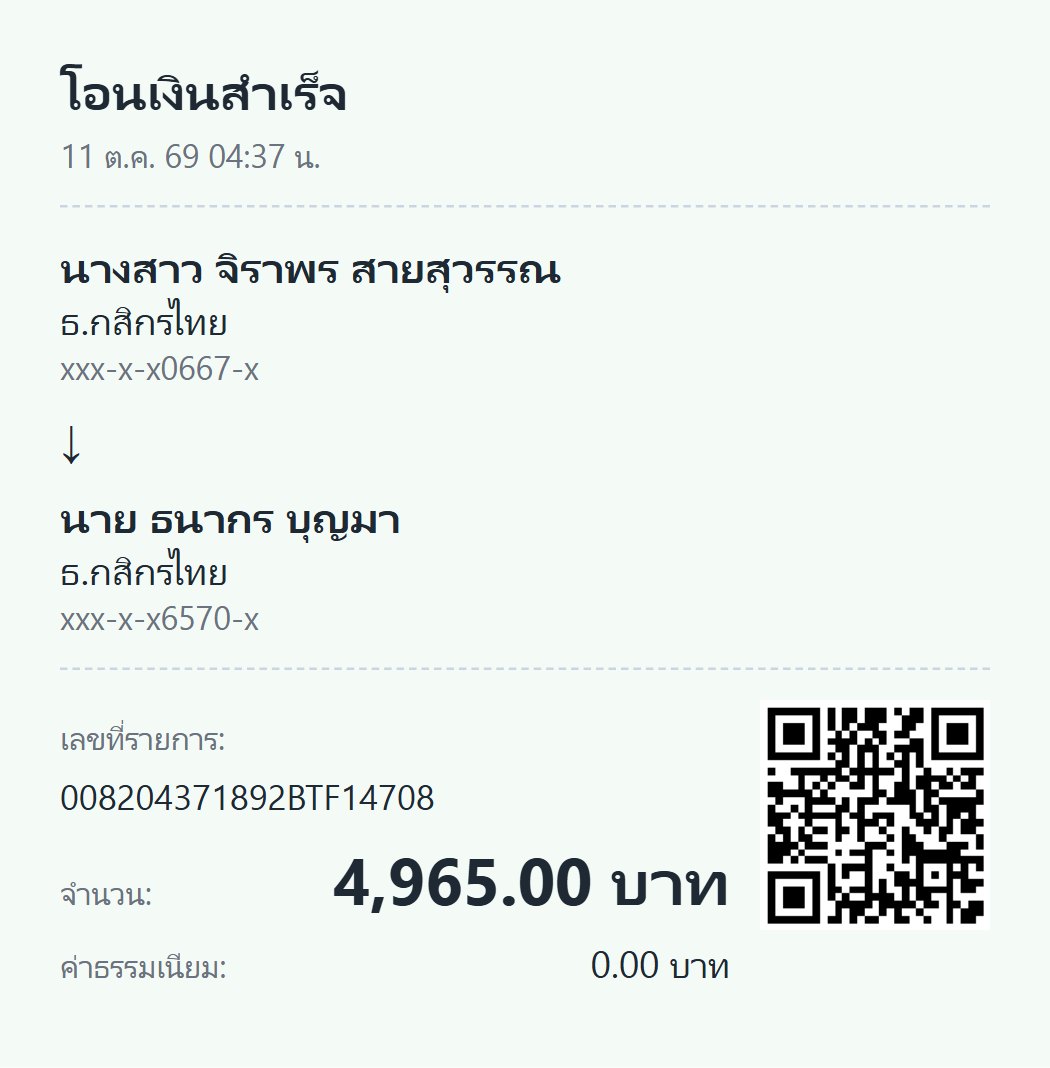 โอนเงินสำเร็จ
11 ต.ค. 69 04:37 น.
นางสาว จิราพร สายสุวรรณ
ธ.กสิกรไทย
xxx-x-x0667-x
↓
นาย ธนากร บุญมา
ธ.กสิกรไทย
xxx-x-x6570-x
เลขที่รายการ:
008204371892BTF14708
จำนวน: 4,965.00 บาท
ค่าธรรมเนียม: 0.00 บาท